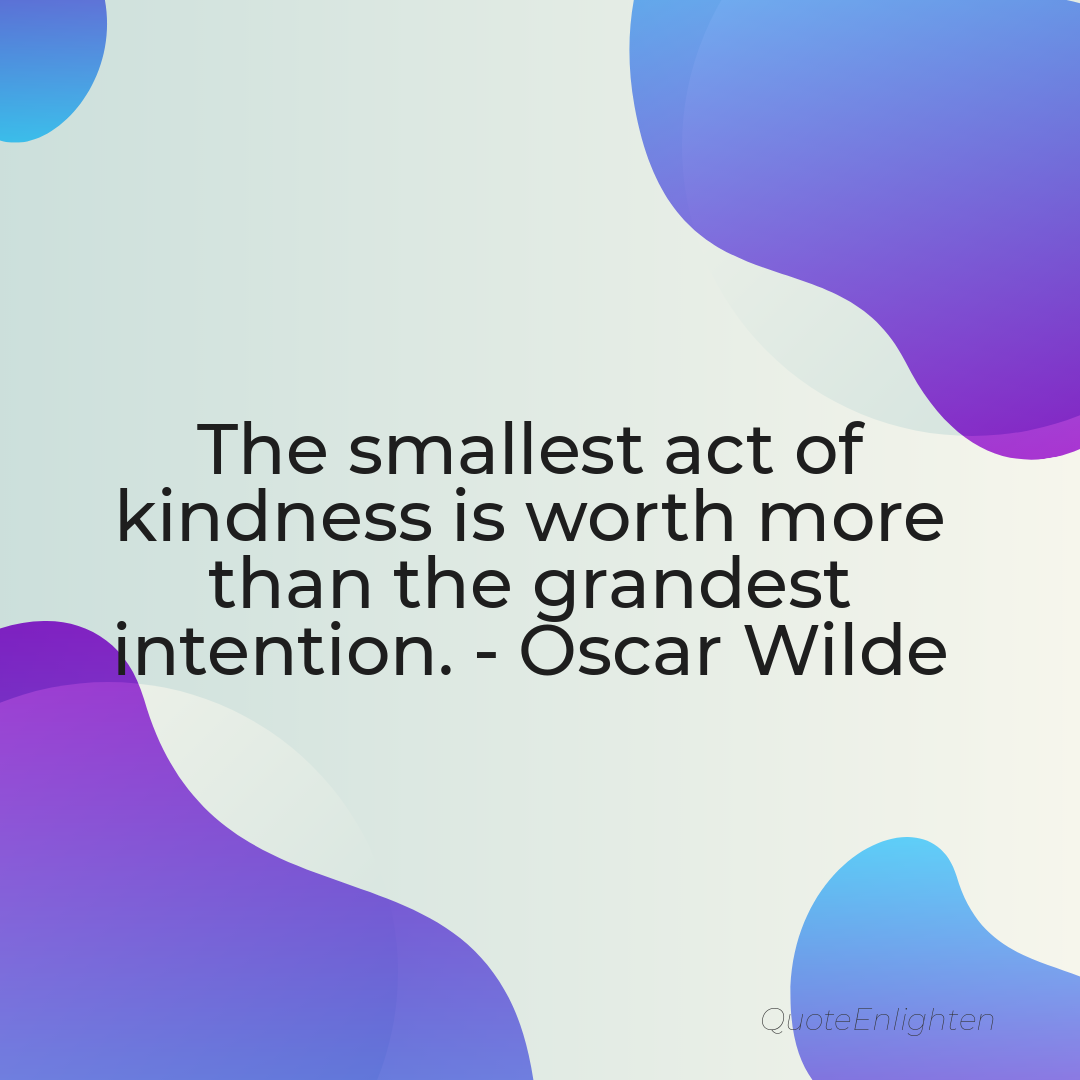 The smallest act of
kindness is worth more
than the grandest
intention. - Oscar Wilde
QuoteEnlighten